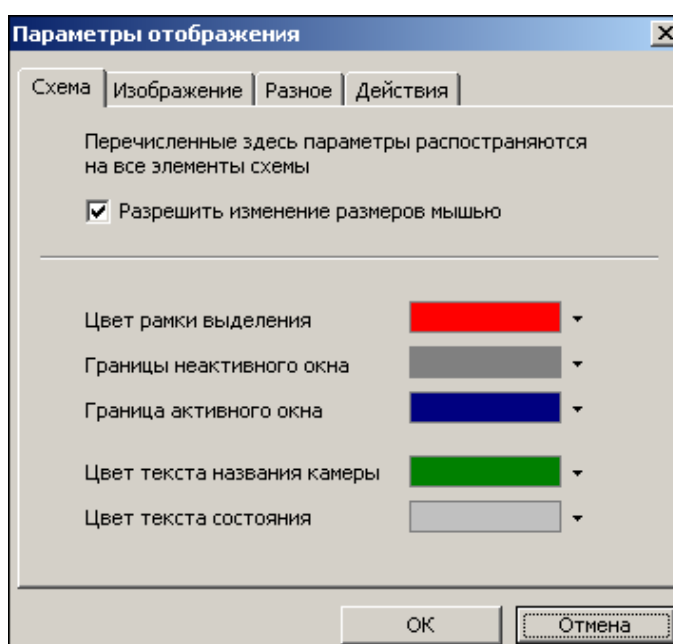 Параметры отображения
Схема Изображение Разное Действия
Перечисленные здесь параметры распостраняются
на все элементы схемы
Разрешить изменение размеров мышью
Цвет рамки выделения
Границы неактивного окна
Граница активного окна
Цвет текста названия камеры
Цвет текста состояния
ОК Отмена